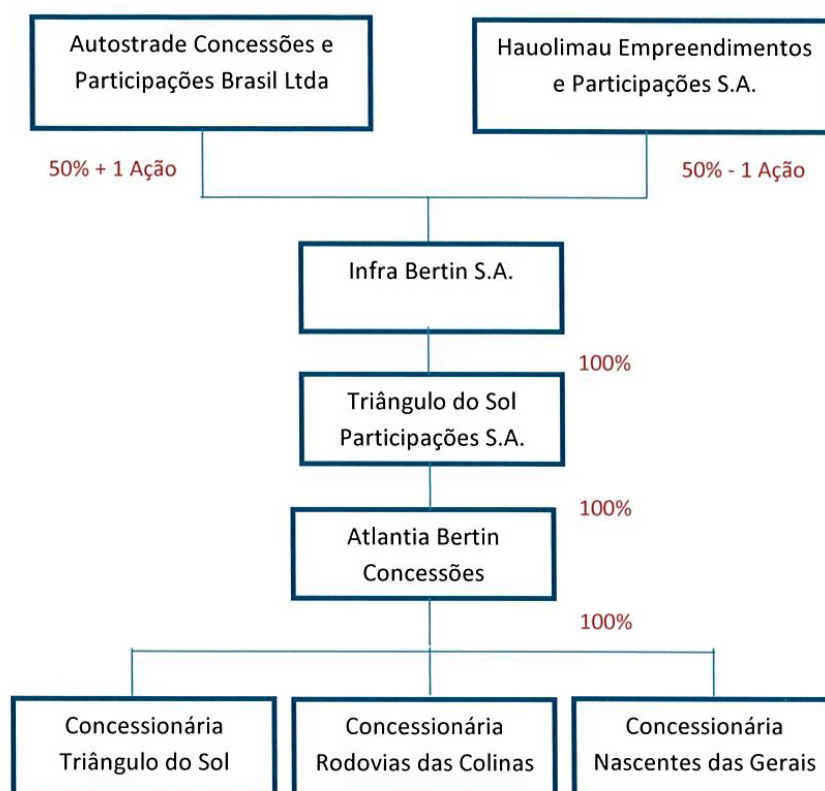 Autostrade Concessões e
Participações Brasil Ltda
Hauolimau Empreendimentos
e Participações S.A.
50% + 1 Ação
50% - 1 Ação
Infra Bertin S.A.
100%
Triângulo do Sol
Participações S.A.
100%
Atlantia Bertin
Concessões
100%
Concessionária
Triângulo do Sol
Concessionária
Rodovias das Colinas
Concessionária
Nascentes das Gerais